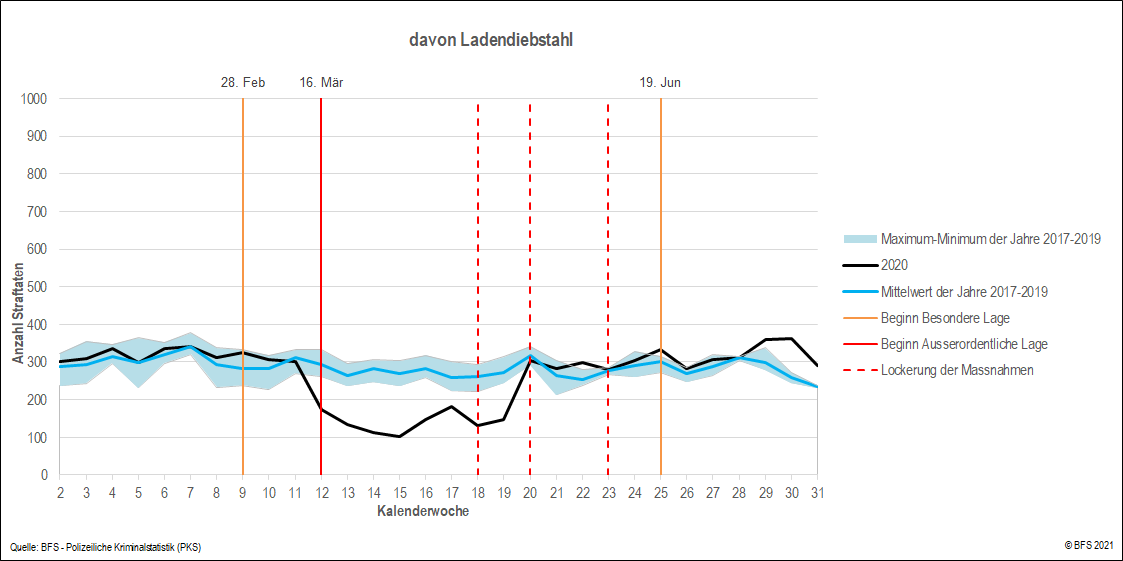 davon Ladendiebstahl
28. Feb
16. Mär
19. Jun
1000
900
800
700
600
500
400
300
200
100
0
Anzahl Straftaten
2 3 4 5 6 7 8 9 10 11 12 13 14 15 16 17 18 19 20 21 22 23 24 25 26 27 28 29 30 31
Kalenderwoche
Maximum-Minimum der Jahre 2017-2019
2020
Mittelwert der Jahre 2017-2019
Beginn Besondere Lage
Beginn Ausserordentliche Lage
Lockerung der Massnahmen
Quelle: BFS - Polizeiliche Kriminalstatistik (PKS)
© BFS 2021